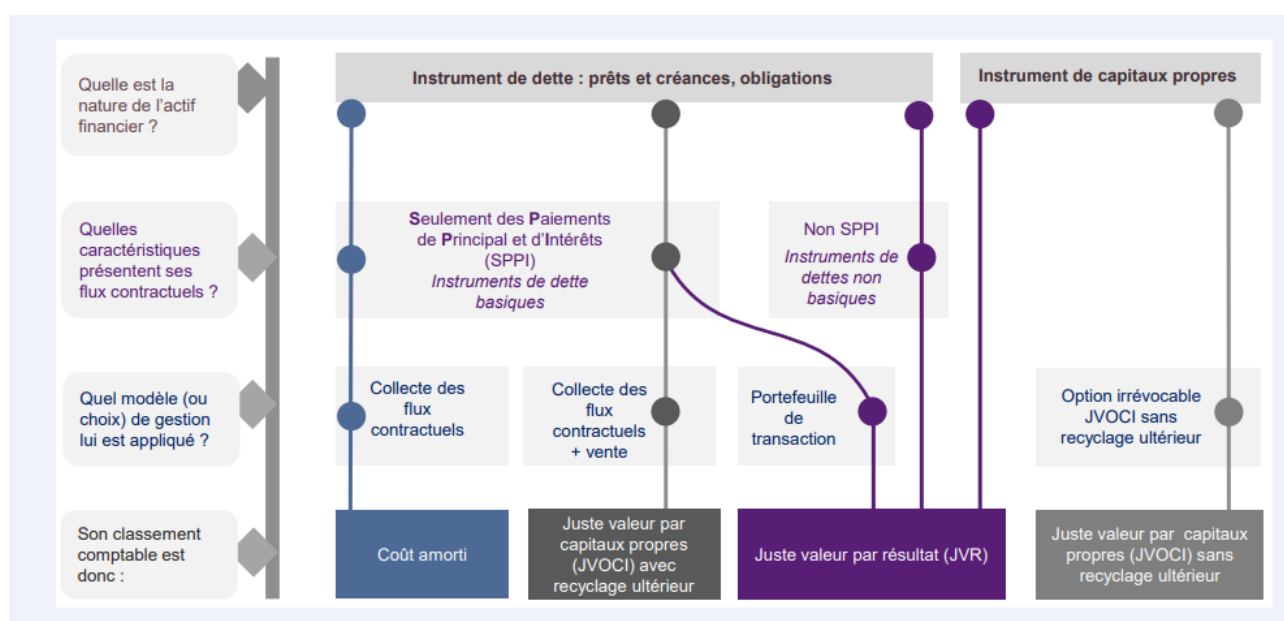 Quelle est la
nature de l'actif
financier ?
Instrument de dette : prêts et créances, obligations
Instrument de capitaux propres
Quelles
caractéristiques
présentent ses
flux contractuels ?
Seulement des Paiements
de Principal et d'Intérêts
(SPPI)
Instruments de dette
basiques
Non SPPI
Instruments de
dettes non
basiques
Quel modèle (ou
choix) de gestion
lui est appliqué ?
Collecte des
flux
contractuels
Collecte des
flux
contractuels
+ vente
Portefeuille
de
transaction
Option irrévocable
JVOCI sans
recyclage ultérieur
Son classement
comptable est
donc :
Coût amorti
Juste valeur par
capitaux propres
(JVOCI) avec
recyclage ultérieur
Juste valeur par résultat (JVR)
Juste valeur par capitaux
propres (JVOCI) sans
recyclage ultérieur